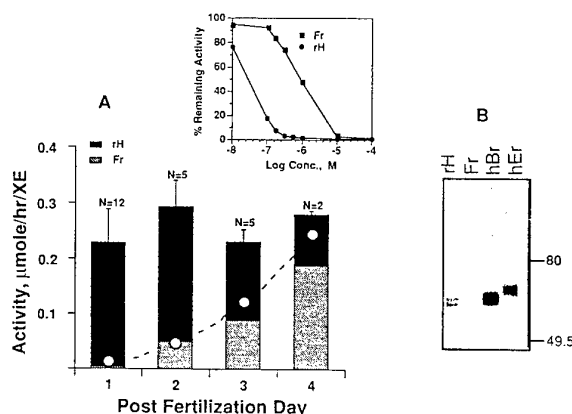 % Remaining Activity
100
80
60
40
20
0
Fr
rH
-8 -7 -6 -5 -4
Log Conc., M
A
rH
Fr
Activity, μmole/hr/XE
0.4
0.3
0.2
0.1
N=12
N=5
N=5
N=2
1 2 3 4
Post Fertilization Day
B
rH
Fr
hBr
hEr
80
49.5